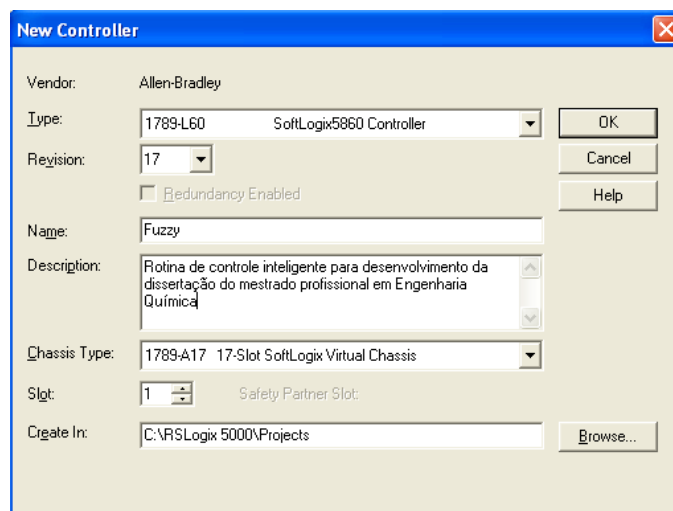 New Controller
Vendor: Allen-Bradley
Type: 1789-L60 SoftLogix5860 Controller OK
Revision: 17 Cancel
Redundancy Enabled Help
Name: Fuzzy
Description: Rotina de controle inteligente para desenvolvimento da
dissertação do mestrado profissional em Engenharia
Química
Chassis Type: 1789-A17 17-Slot SoftLogix Virtual Chassis
Slot: 1 Safety Partner Slot:
Create In: C:\RSLogix 5000\Projects Browse...